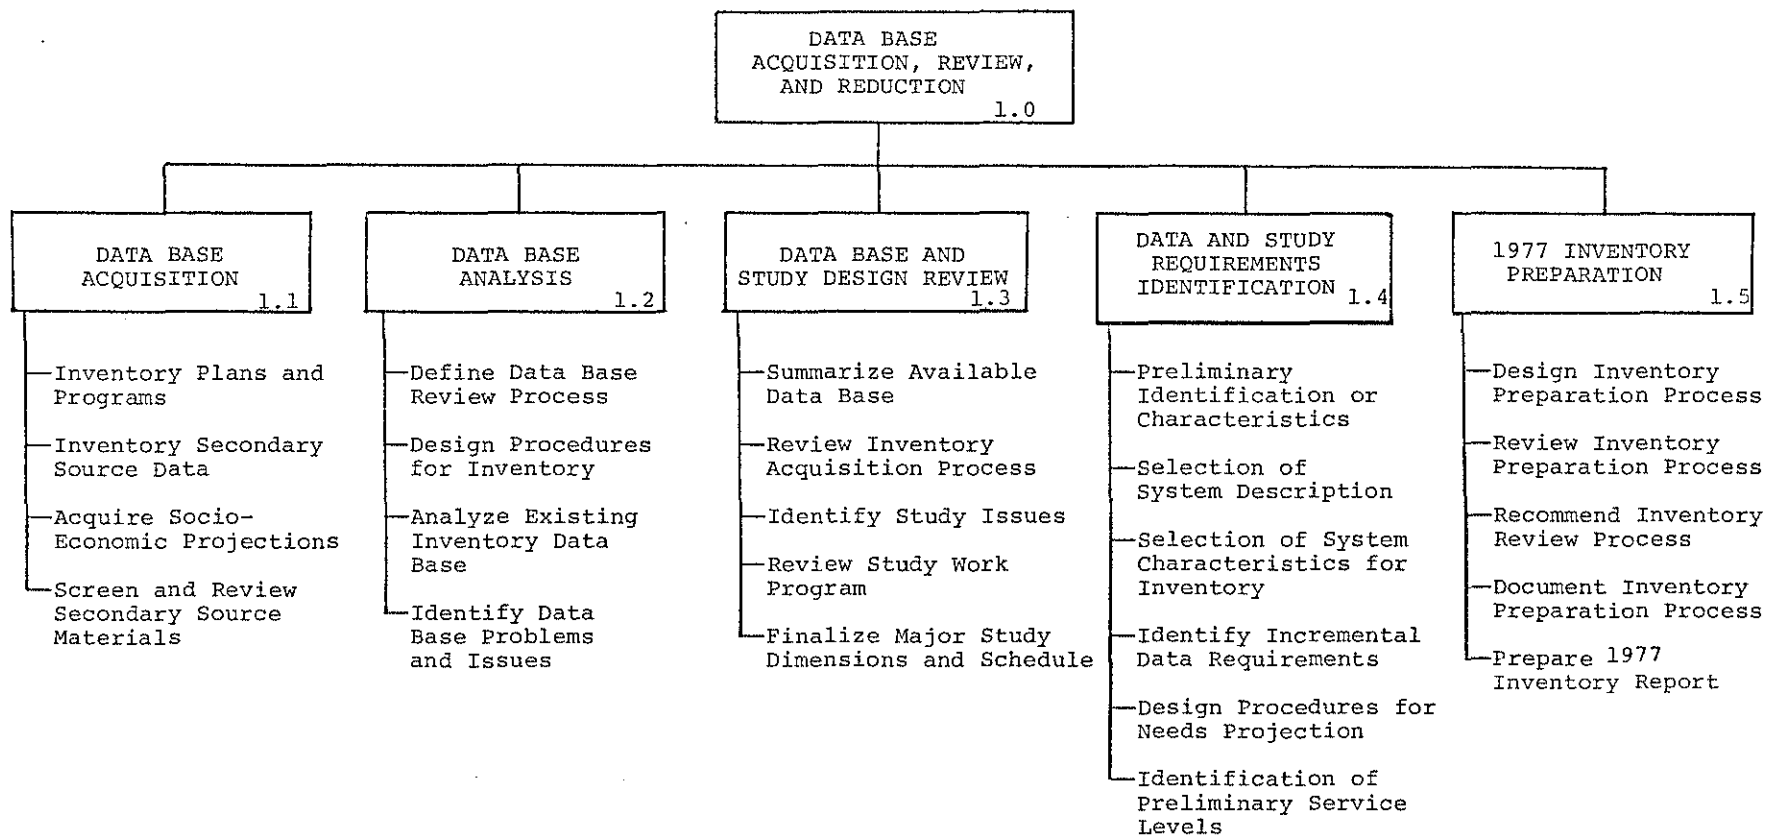 DATA BASE
ACQUISITION, REVIEW,
AND REDUCTION
1.0
DATA BASE
ACQUISITION
1.1
Inventory Plans and
Programs
Inventory Secondary
Source Data
Acquire Socio-
Economic Projections
Screen and Review
Secondary Source
Materials
DATA BASE
ANALYSIS
1.2
Define Data Base
Review Process
Design Procedures
for Inventory
Analyze Existing
Inventory Data
Base
Identify Data
Base Problems
and Issues
DATA BASE AND
STUDY DESIGN REVIEW
1.3
Summarize Available
Data Base
Review Inventory
Acquisition Process
Identify Study Issues
Review Study Work
Program
Finalize Major Study
Dimensions and Schedule
DATA AND STUDY
REQUIREMENTS
IDENTIFICATION
1.4
Preliminary
Identification or
Characteristics
Selection of
System Description
Selection of System
Characteristics for
Inventory
Identify Incremental
Data Requirements
Design Procedures for
Needs Projection
Identification of
Preliminary Service
Levels
1977 INVENTORY
PREPARATION
1.5
Design Inventory
Preparation Process
Review Inventory
Preparation Process
Recommend Inventory
Review Process
Document Inventory
Preparation Process
Prepare 1977
Inventory Report